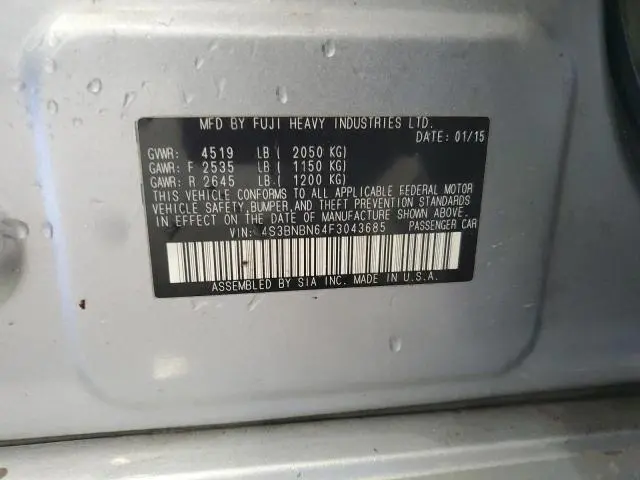 MFD BY FUJI HEAVY INDUSTRIES LTD.
DATE: 01/15
GVWR: 4519 LB ( 2050 KG)
GAWR: F 2535 LB ( 1150 KG)
GAWR: R 2645 LB ( 1200 KG)
THIS VEHICLE CONFORMS TO ALL APPLICABLE FEDERAL MOTOR
VEHICLE SAFETY, BUMPER, AND THEFT PREVENTION STANDARDS
IN EFFECT ON THE DATE OF MANUFACTURE SHOWN ABOVE.
VIN: 4S3BNBN64F3043685 PASSENGER CAR
ASSEMBLED BY SIA INC. MADE IN U.S.A.